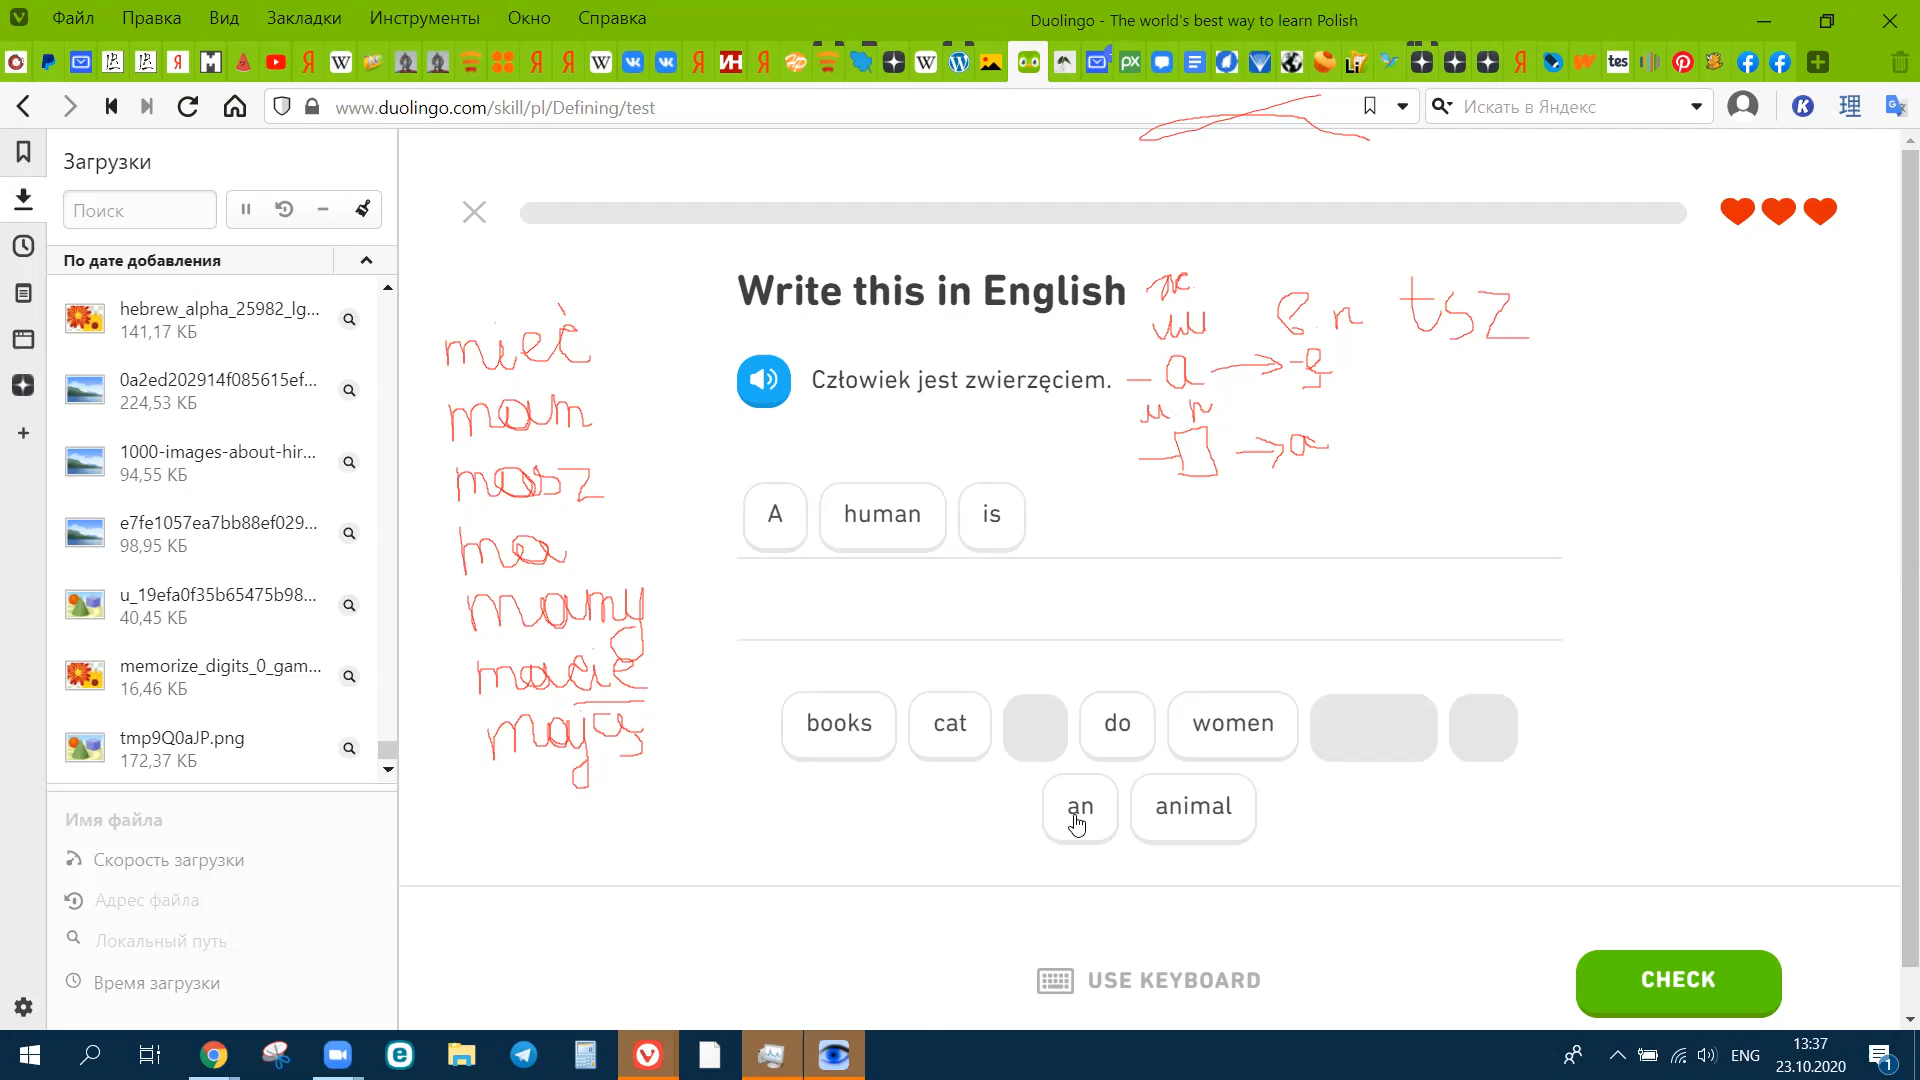 Файл Правка Вид Закладки Инструменты Окно Справка
Duolingo - The world's best way to learn Polish
www.duolingo.com/skill/pl/Defining/test
Искать в Яндекс
Загрузки
Поиск
По дате добавления
hebrew_alpha_25982_lg...
141,17 КБ
0a2ed202914f085615ef...
224,53 КБ
1000-images-about-hir...
94,55 КБ
e7fe1057ea7bb88ef029...
98,95 КБ
u_19efa0f35b65475b98...
40,45 КБ
memorize_digits_0_gam...
16,46 КБ
tmp9Q0aJP.png
172,37 КБ
Имя файла
Скорость загрузки
Адрес файла
Локальный путь
Время загрузки
Write this in English
Człowiek jest zwierzęciem.
mieć
mam
masz
ma
mamy
macie
mają
tsz
A human is
books cat do women
an animal
USE KEYBOARD
CHECK
ENG
13:37
23.10.2020
1